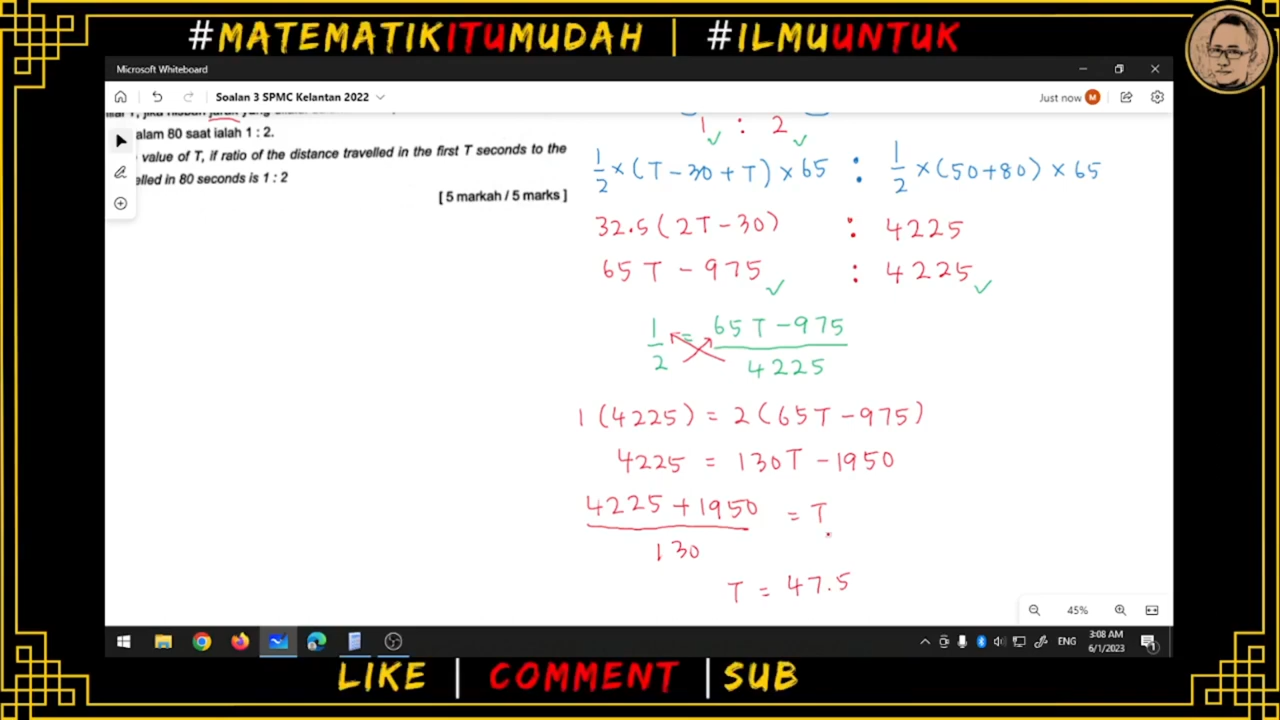 #MATEMATIKITUMUDAH | #ILMUUNTUK
Microsoft Whiteboard
Soalan 3 SPMC Kelantan 2022
Just now M
alam 80 saat ialah 1 : 2.
value of T, if ratio of the distance travelled in the first T seconds to the
elled in 80 seconds is 1 : 2
[ 5 markah / 5 marks ]
1 : 2
1/2 × (T - 30 + T) × 65 : 1/2 × (50+80) × 65
32.5 (2T - 30) : 4225
65T - 975 : 4225
1/2 = 65T - 975 / 4225
1 (4225) = 2 (65T - 975)
4225 = 130T - 1950
4225 + 1950 / 130 = T
T = 47.5
45%
ENG
3:08 AM
6/1/2023
1
LIKE | COMMENT | SUB